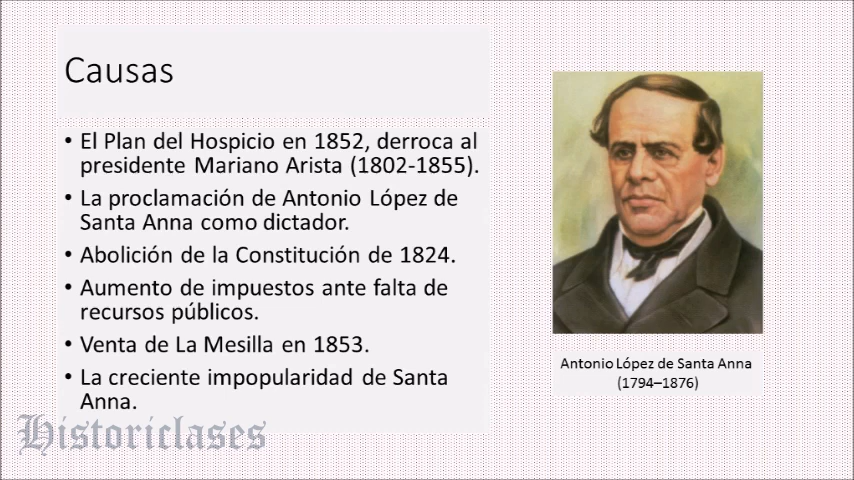 Causas
• El Plan del Hospicio en 1852, derroca al
presidente Mariano Arista (1802-1855).
• La proclamación de Antonio López de
Santa Anna como dictador.
• Abolición de la Constitución de 1824.
• Aumento de impuestos ante falta de
recursos públicos.
• Venta de La Mesilla en 1853.
• La creciente impopularidad de Santa
Anna.
Antonio López de Santa Anna
(1794–1876)
Historiclases